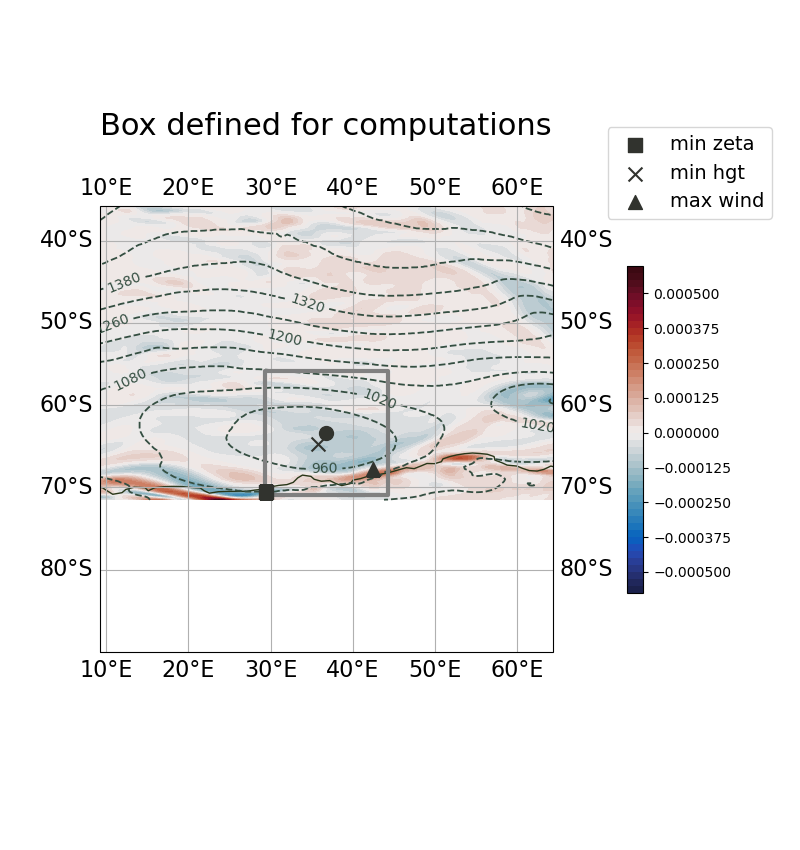 Box defined for computations
min zeta
min hgt
max wind
10°E 20°E 30°E 40°E 50°E 60°E
40°S 40°S
50°S 50°S
60°S 60°S
70°S 70°S
80°S 80°S
10°E 20°E 30°E 40°E 50°E 60°E
1380
1320
260
1200
1080
1020
1020
960
0.000500
0.000375
0.000250
0.000125
0.000000
−0.000125
−0.000250
−0.000375
−0.000500